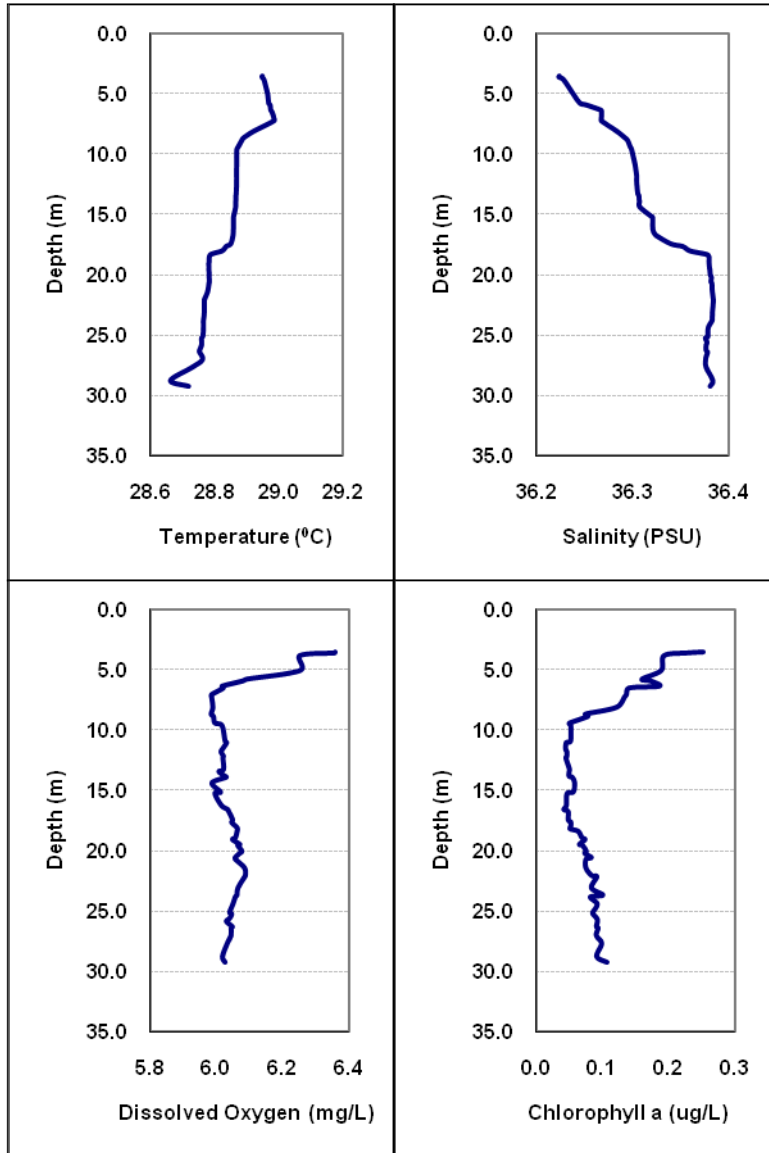 0.0
5.0
10.0
15.0
20.0
25.0
30.0
35.0
Depth (m)
28.6 28.8 29.0 29.2
Temperature (⁰C)
0.0
5.0
10.0
15.0
20.0
25.0
30.0
35.0
Depth (m)
36.2 36.3 36.4
Salinity (PSU)
0.0
5.0
10.0
15.0
20.0
25.0
30.0
35.0
Depth (m)
5.8 6.0 6.2 6.4
Dissolved Oxygen (mg/L)
0.0
5.0
10.0
15.0
20.0
25.0
30.0
35.0
Depth (m)
0.0 0.1 0.2 0.3
Chlorophyll a (ug/L)